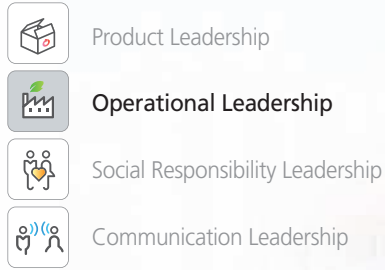 Product Leadership
Operational Leadership
Social Responsibility Leadership
Communication Leadership